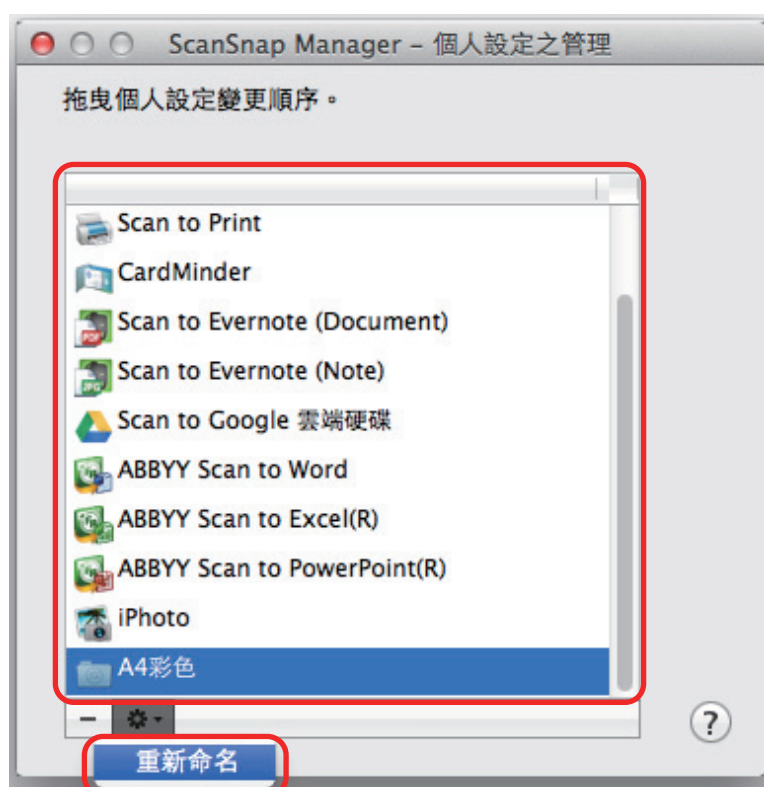 ScanSnap Manager – 個人設定之管理
拖曳個人設定變更順序。
Scan to Print
CardMinder
Scan to Evernote (Document)
Scan to Evernote (Note)
Scan to Google 雲端硬碟
ABBYY Scan to Word
ABBYY Scan to Excel(R)
ABBYY Scan to PowerPoint(R)
iPhoto
A4彩色
?
重新命名